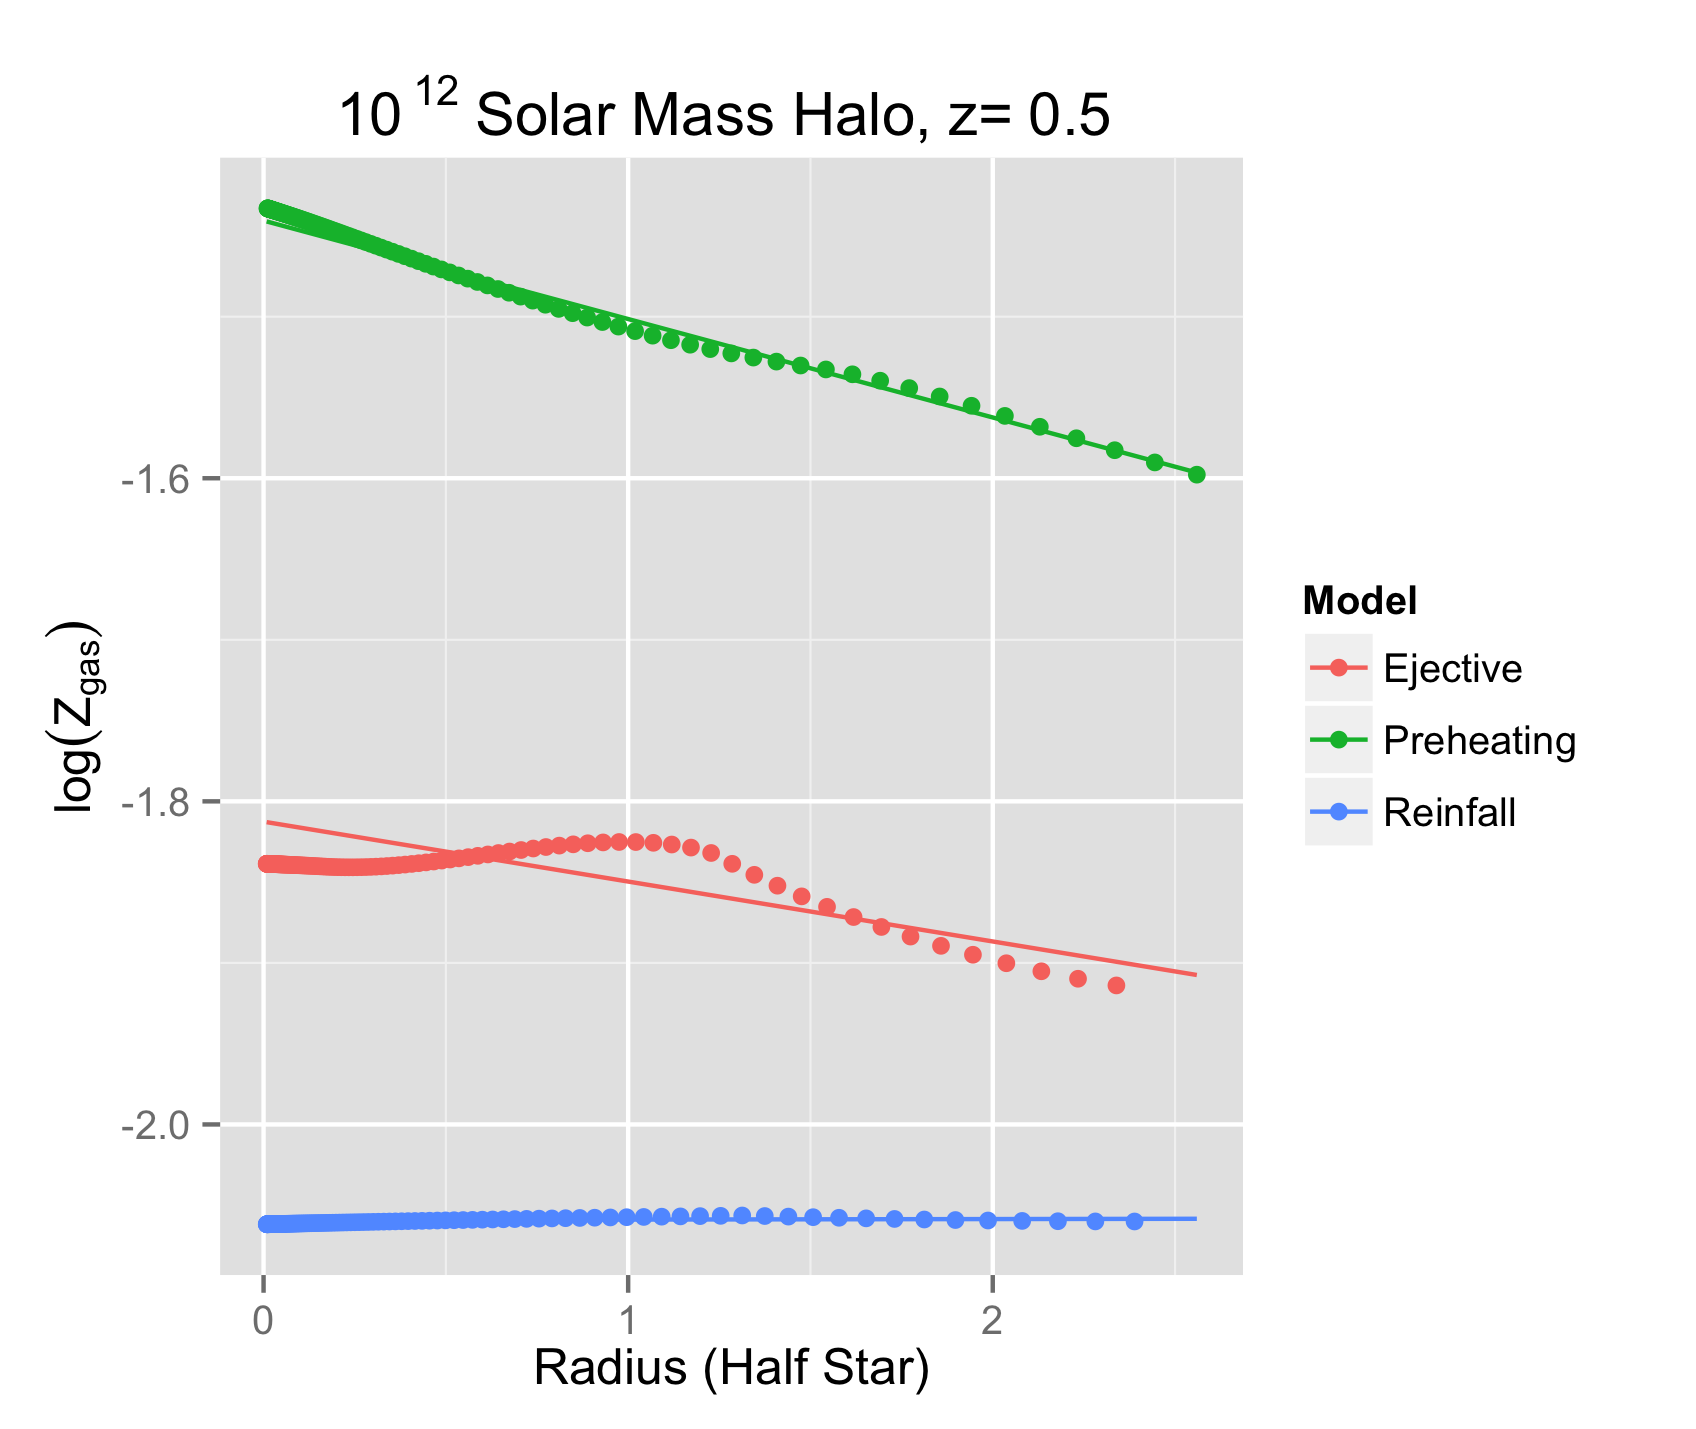 10^12 Solar Mass Halo, z= 0.5
log(Z_gas)
-1.6
-1.8
-2.0
0 1 2
Radius (Half Star)
Model
Ejective
Preheating
Reinfall